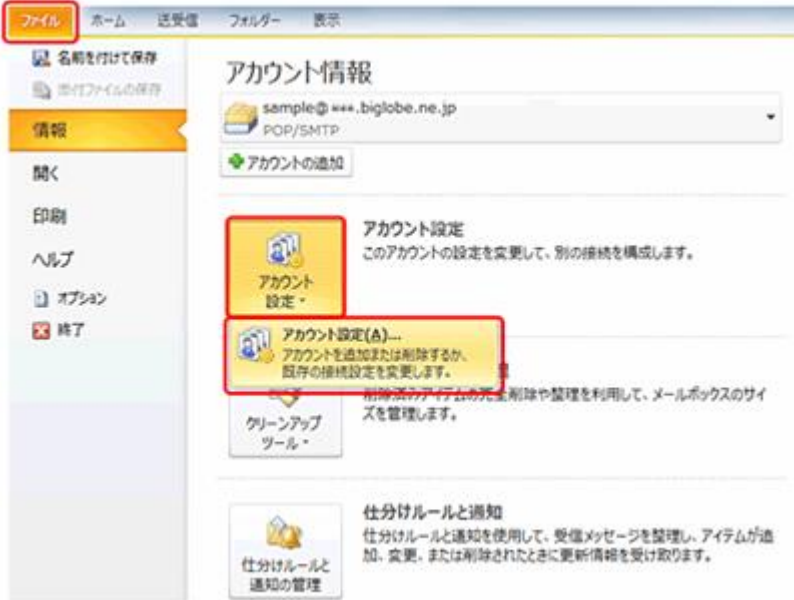 ファイル ホーム 送受信 フォルダー 表示
名前を付けて保存
添付ファイルの保存
情報
開く
印刷
ヘルプ
オプション
終了
アカウント情報
sample@***.biglobe.ne.jp
POP/SMTP
アカウントの追加
アカウント
設定
アカウント設定
このアカウントの設定を変更して、別の接続を構成します。
アカウント設定(A)...
アカウントを追加または削除するか、
既存の接続設定を変更します。
クリーンアップ
ツール
削除済みアイテムの完全削除や整理を利用して、メールボックスのサイ
ズを管理します。
仕分けルールと
通知の管理
仕分けルールと通知
仕分けルールと通知を使用して、受信メッセージを整理し、アイテムが追
加、変更、または削除されたときに更新情報を受け取ります。